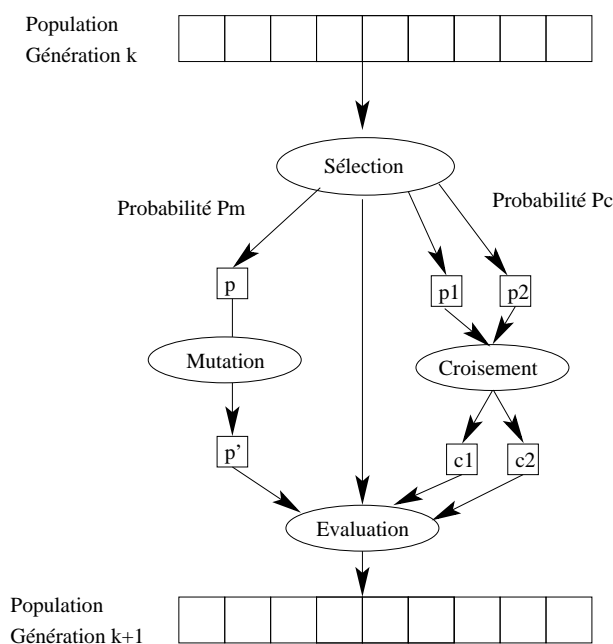 Population
Génération k
Sélection
Probabilité Pm
Probabilité Pc
p
p1
p2
Mutation
Croisement
p'
c1
c2
Evaluation
Population
Génération k+1